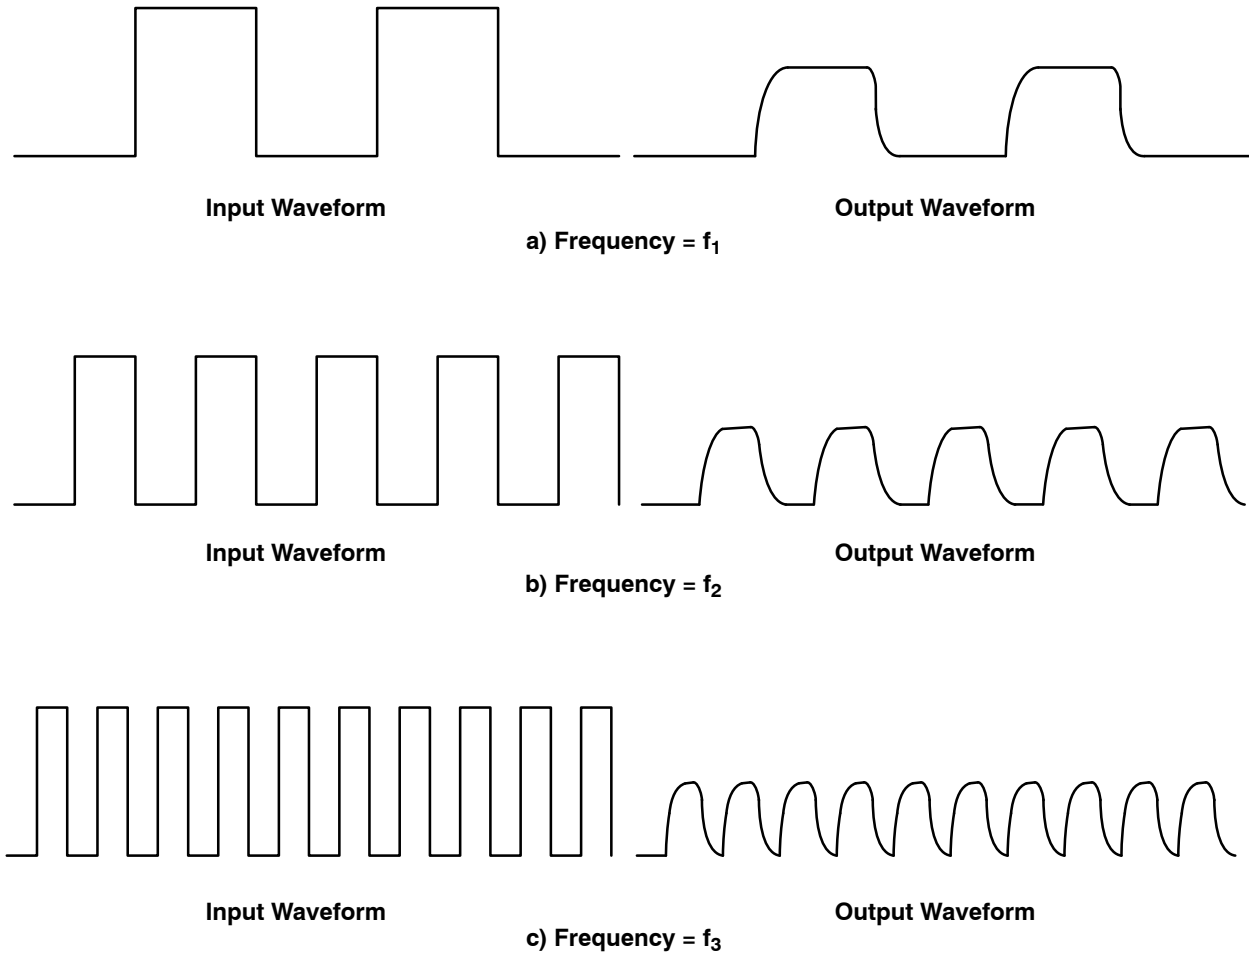 Input Waveform
Output Waveform
a) Frequency = f1
Input Waveform
Output Waveform
b) Frequency = f2
Input Waveform
Output Waveform
c) Frequency = f3